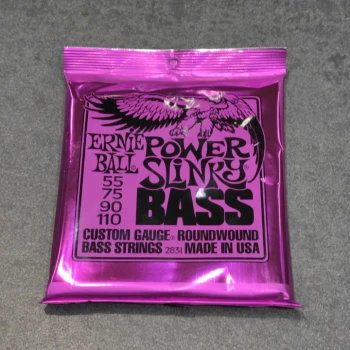 ERNIE BALL
POWER SLINKY®
BASS
55
75
90
110
CUSTOM GAUGE® ROUNDWOUND
BASS STRINGS 2831 MADE IN USA